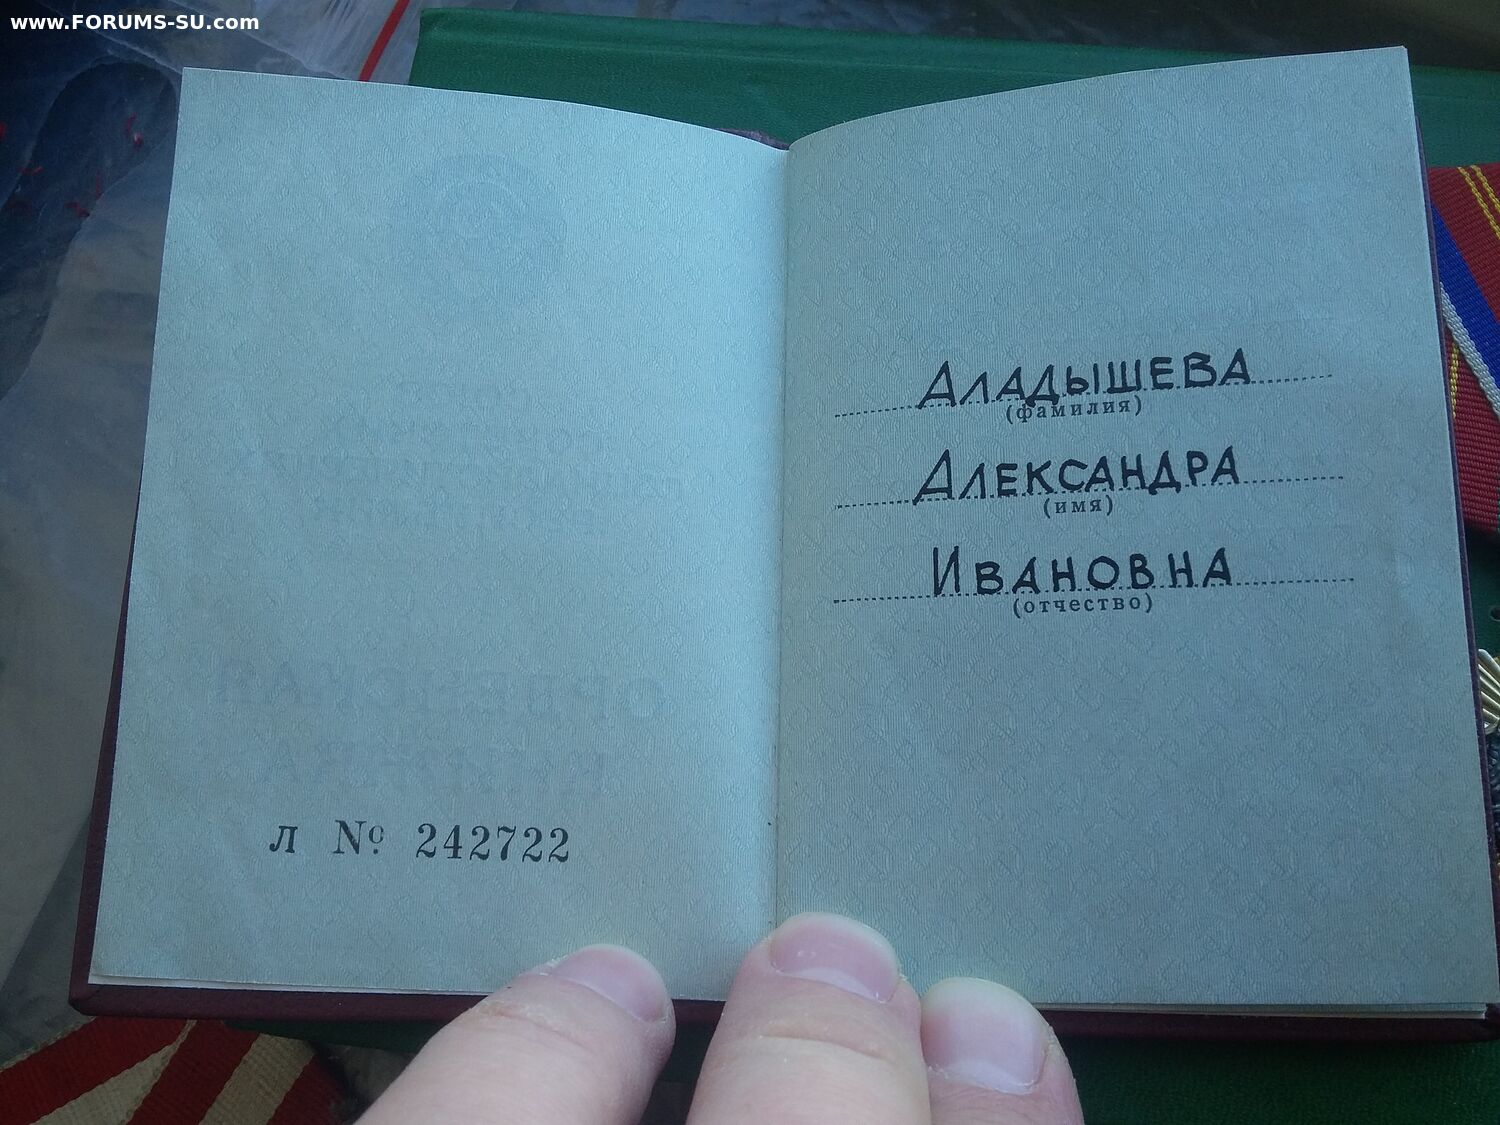 www.FORUMS-SU.com
Л № 242722
Аладышева
(фамилия)
Александра
(имя)
Ивановна
(отчество)